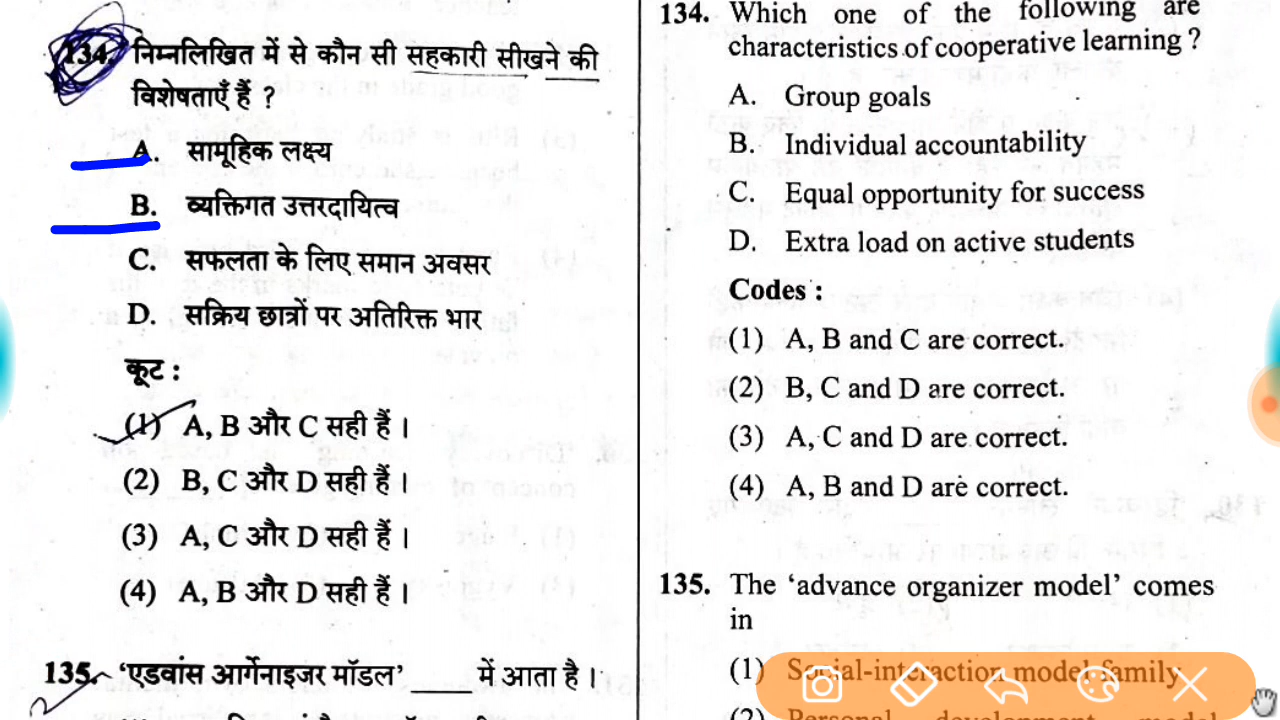 134. निम्नलिखित में से कौन सी सहकारी सीखने की
विशेषताएँ हैं ?
A. सामूहिक लक्ष्य
B. व्यक्तिगत उत्तरदायित्व
C. सफलता के लिए समान अवसर
D. सक्रिय छात्रों पर अतिरिक्त भार
कूट :
(1) A, B और C सही हैं ।
(2) B, C और D सही हैं ।
(3) A, C और D सही हैं ।
(4) A, B और D सही हैं ।
135. ‘एडवांस आर्गेनाइजर मॉडल’ ____ में आता है ।
134. Which one of the following are
characteristics of cooperative learning ?
A. Group goals
B. Individual accountability
C. Equal opportunity for success
D. Extra load on active students
Codes :
(1) A, B and C are correct.
(2) B, C and D are correct.
(3) A, C and D are correct.
(4) A, B and D are correct.
135. The ‘advance organizer model’ comes
in
(1) Social-interaction model family
(2) Personal development model